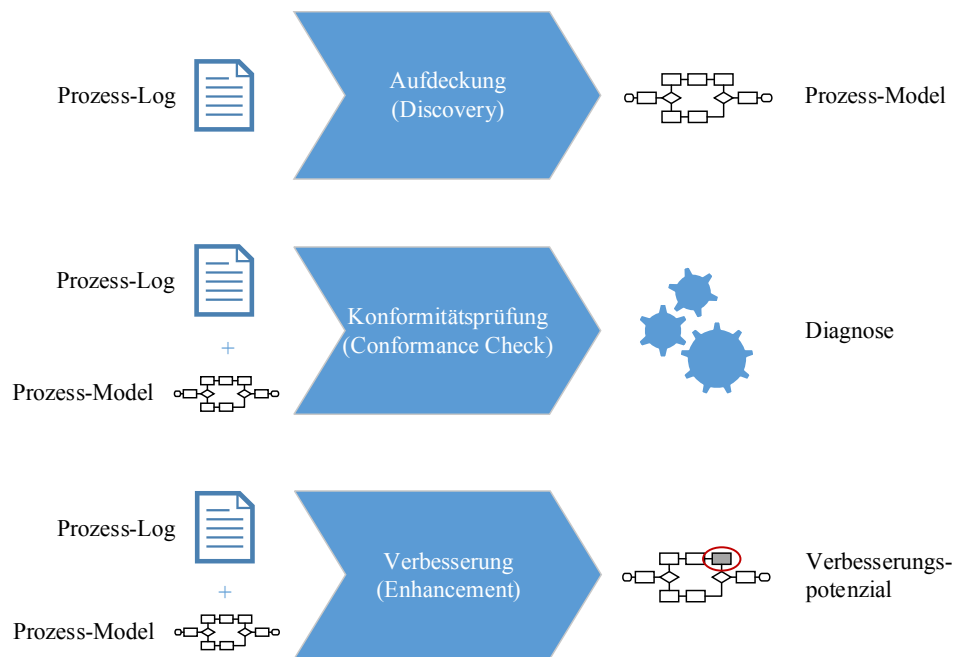 Prozess-Log
Aufdeckung
(Discovery)
Prozess-Model
Prozess-Log
+
Prozess-Model
Konformitätsprüfung
(Conformance Check)
Diagnose
Prozess-Log
+
Prozess-Model
Verbesserung
(Enhancement)
Verbesserungs-
potenzial